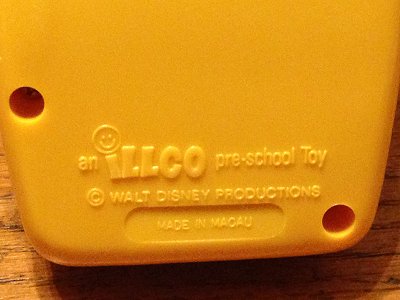 an iLLCO pre-school Toy
© WALT DISNEY PRODUCTIONS
MADE IN MACAU